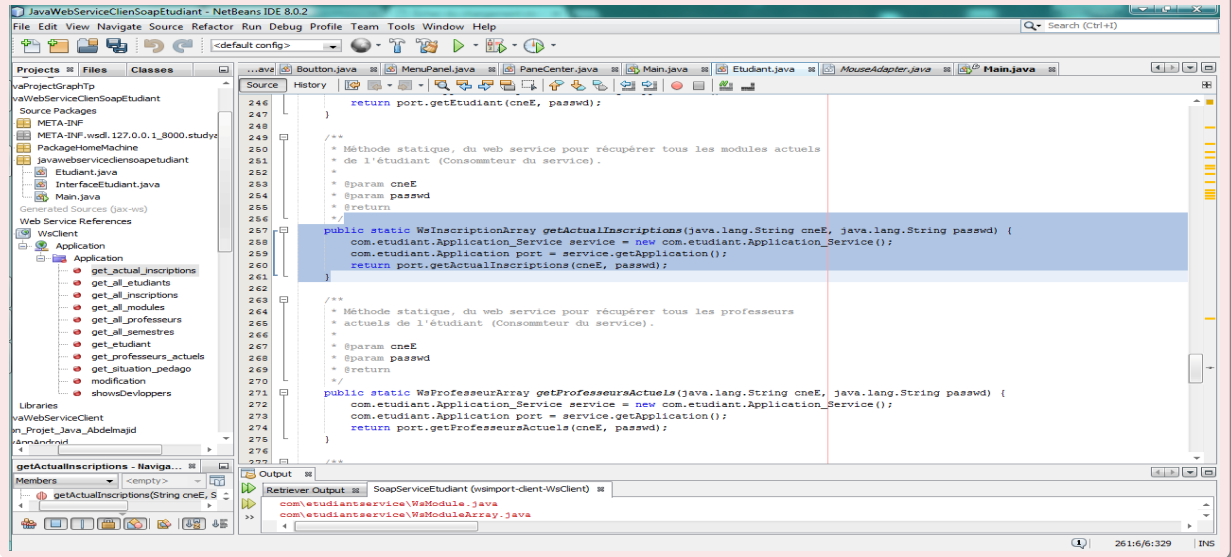 JavaWebServiceClienSoapEtudiant - NetBeans IDE 8.0.2
File Edit View Navigate Source Refactor Run Debug Profile Team Tools Window Help
Search (Ctrl+I)
<default config>
Projects Files Classes
...ava Boutton.java MenuPanel.java PaneCenter.java Main.java Etudiant.java MouseAdapter.java Main.java
Source History
vaProjectGraphTp
vaWebServiceClienSoapEtudiant
Source Packages
META-INF
META-INF.wsdl.127.0.0.1_8000.studya
PackageHomeMachine
javawebservicecliensoapetudiant
Etudiant.java
InterfaceEtudiant.java
Main.java
Generated Sources (jax-ws)
Web Service References
WsClient
Application
Application
get_actual_inscriptions
get_all_etudiants
get_all_inscriptions
get_all_modules
get_all_professeurs
get_all_semestres
get_etudiant
get_professeurs_actuels
get_situation_pedago
modification
showsDevloppers
Libraries
vaWebServiceClient
on_Projet_Java_Abdelmajid
246 return port.getEtudiant(cneE, passwd);
247 }
248
249 /**
250 * Méthode statique, du web service pour récupérer tous les modules actuels
251 * de l'étudiant (Consommteur du service).
252 *
253 * @param cneE
254 * @param passwd
255 * @return
256 */
257 public static WsInscriptionArray getActualInscriptions(java.lang.String cneE, java.lang.String passwd) {
258 com.etudiant.Application_Service service = new com.etudiant.Application_Service();
259 com.etudiant.Application port = service.getApplication();
260 return port.getActualInscriptions(cneE, passwd);
261 }
262
263 /**
264 * Méthode statique, du web service pour récupérer tous les professeurs
265 * actuels de l'étudiant (Consommteur du service).
266 *
267 * @param cneE
268 * @param passwd
269 * @return
270 */
271 public static WsProfesseurArray getProfesseursActuels(java.lang.String cneE, java.lang.String passwd) {
272 com.etudiant.Application_Service service = new com.etudiant.Application_Service();
273 com.etudiant.Application port = service.getApplication();
274 return port.getProfesseursActuels(cneE, passwd);
275 }
276
277 /**
getActualInscriptions - Naviga...
Members <empty>
getActualInscriptions(String cneE, S
Output
Retriever Output SoapServiceEtudiant (wsimport-client-WsClient)
com\etudiantservice\WsModule.java
com\etudiantservice\WsModuleArray.java
261:6/6:329 INS